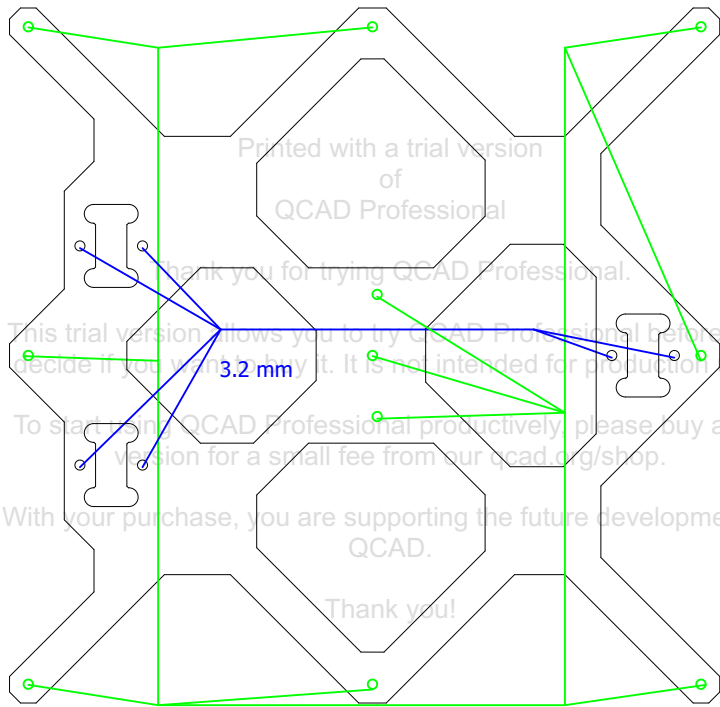 Printed with a trial version
of
QCAD Professional
Thank you for trying QCAD Professional.
This trial version allows you to try QCAD Professional before
decide if you want to buy it. It is not intended for production
3.2 mm
To start using QCAD Professional productively, please buy a
version for a small fee from our qcad.org/shop.
With your purchase, you are supporting the future developme
QCAD.
Thank you!